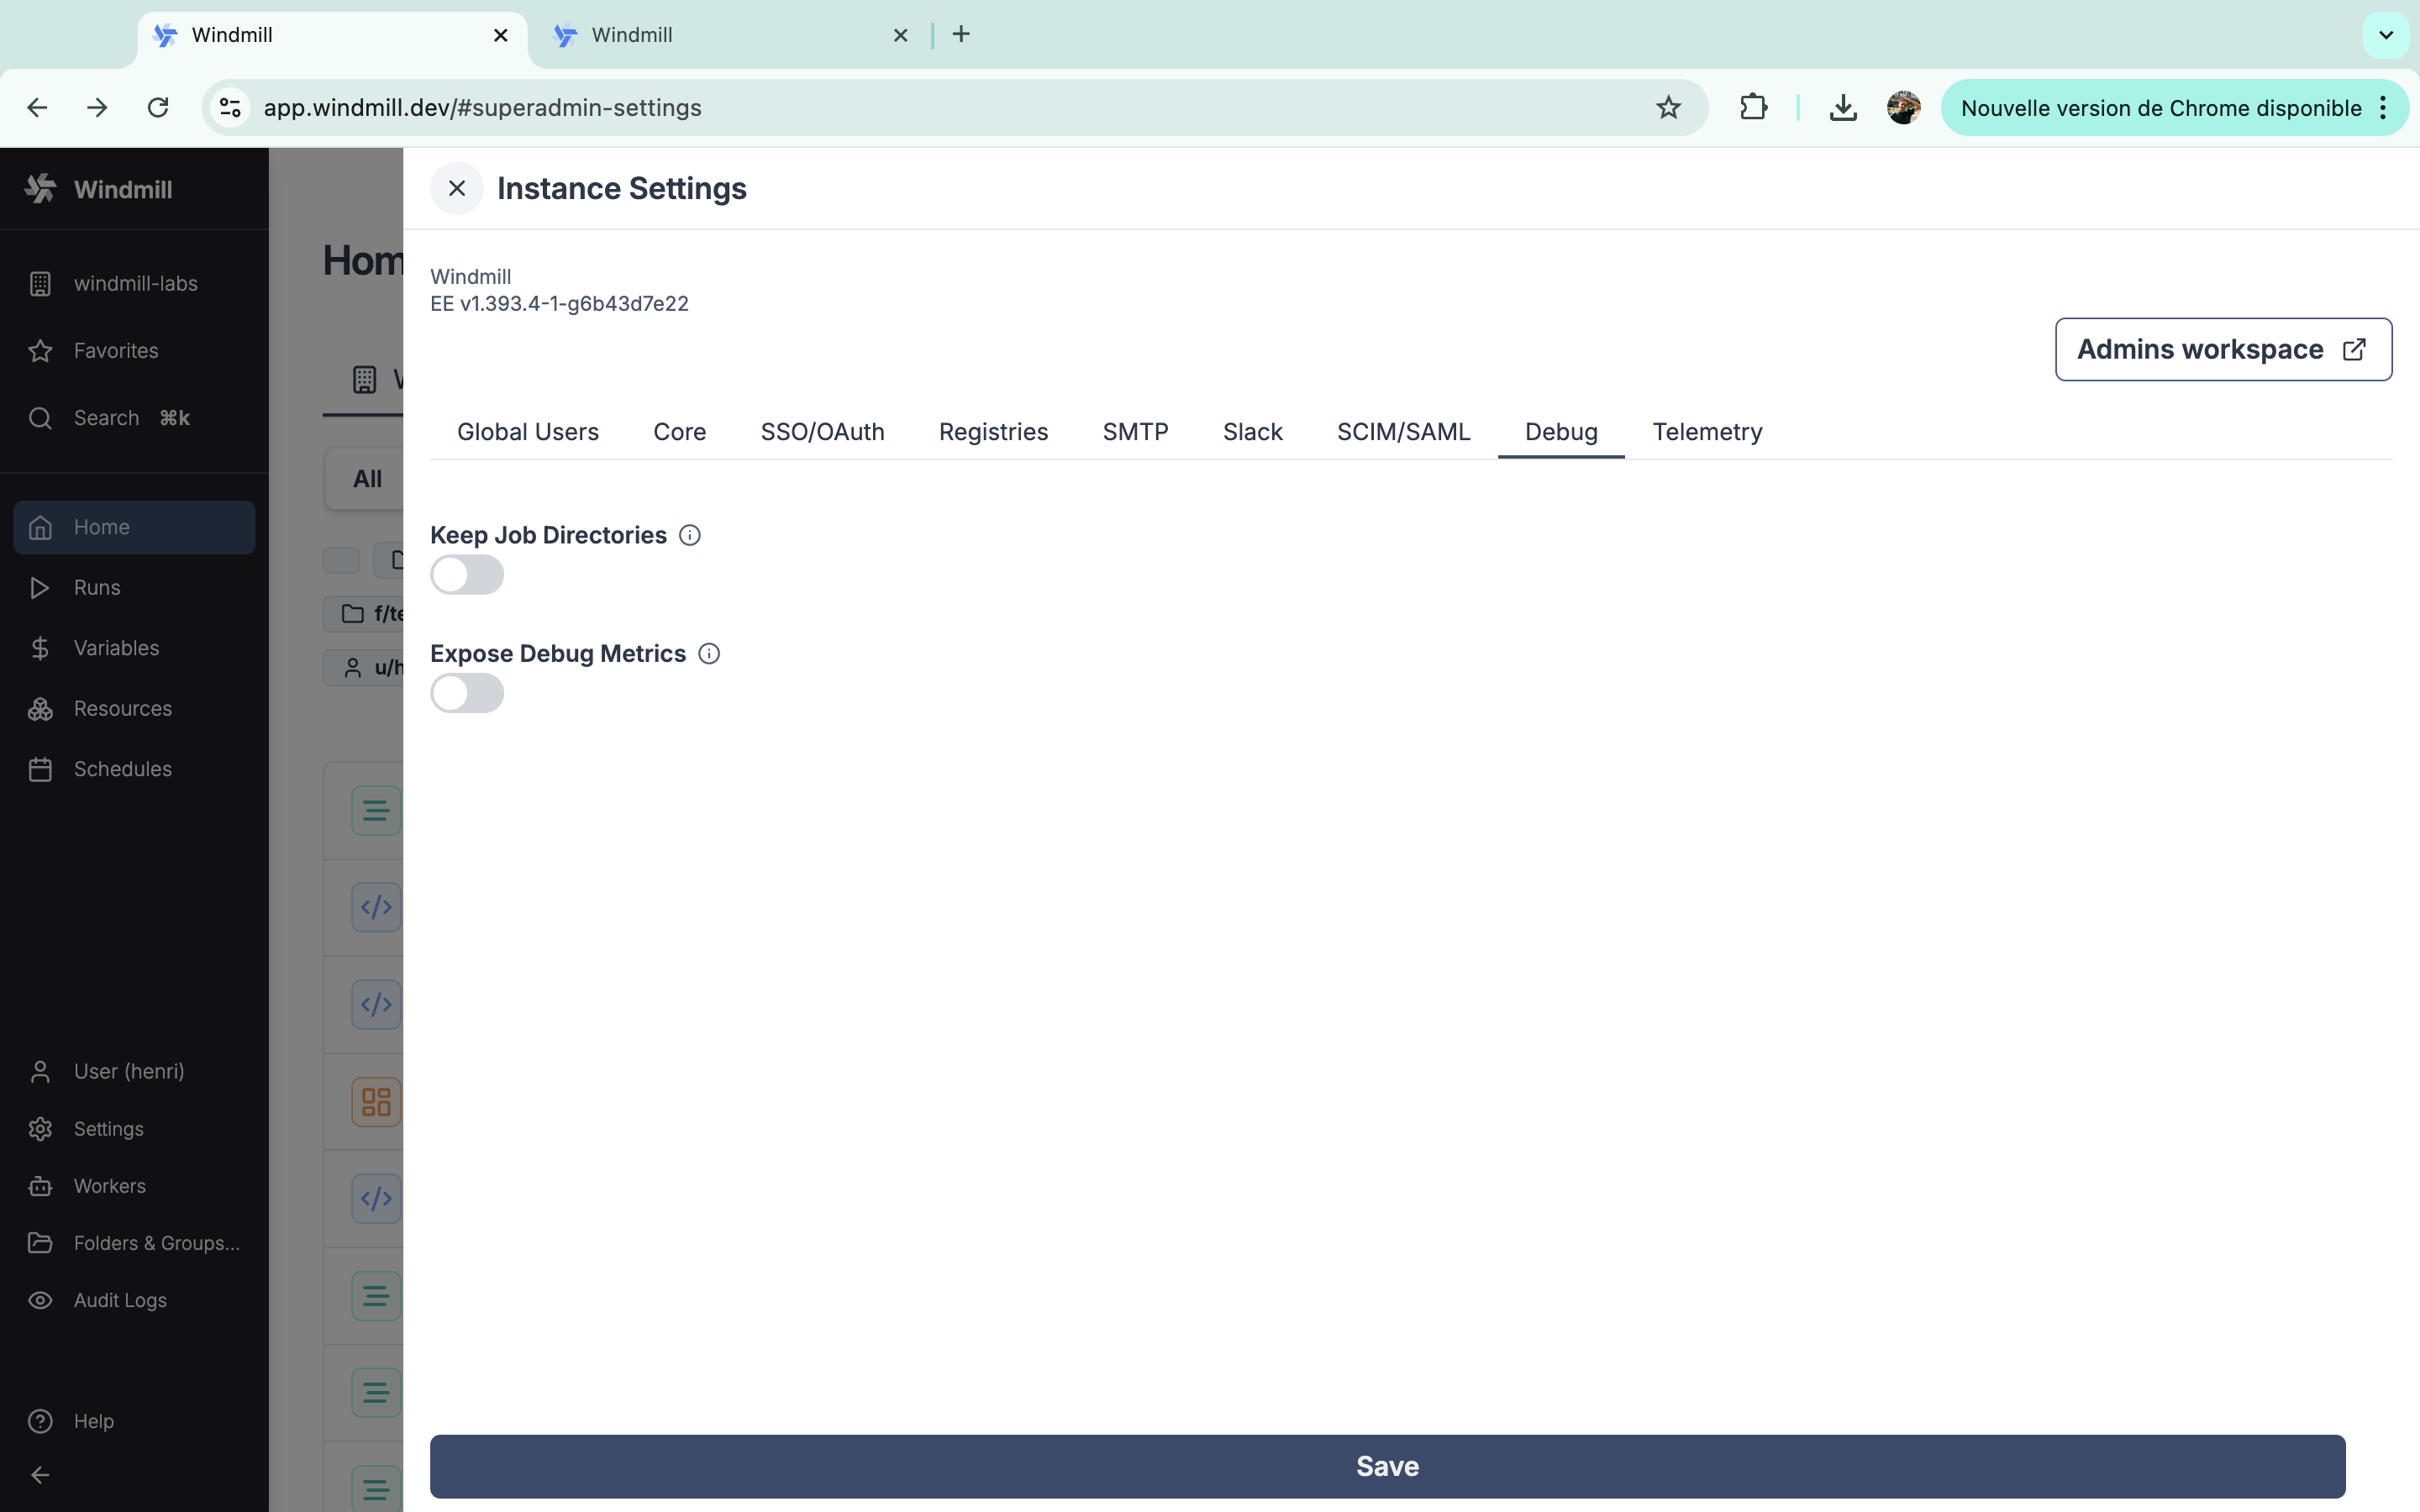 Windmill
Windmill
app.windmill.dev/#superadmin-settings
Nouvelle version de Chrome disponible
Windmill
windmill-labs
Favorites
Search ⌘k
Home
Runs
Variables
Resources
Schedules
User (henri)
Settings
Workers
Folders & Groups...
Audit Logs
Help
Hom
All
f/te
u/h
Instance Settings
Windmill
EE v1.393.4-1-g6b43d7e22
Admins workspace
Global Users Core SSO/OAuth Registries SMTP Slack SCIM/SAML Debug Telemetry
Keep Job Directories
Expose Debug Metrics
Save